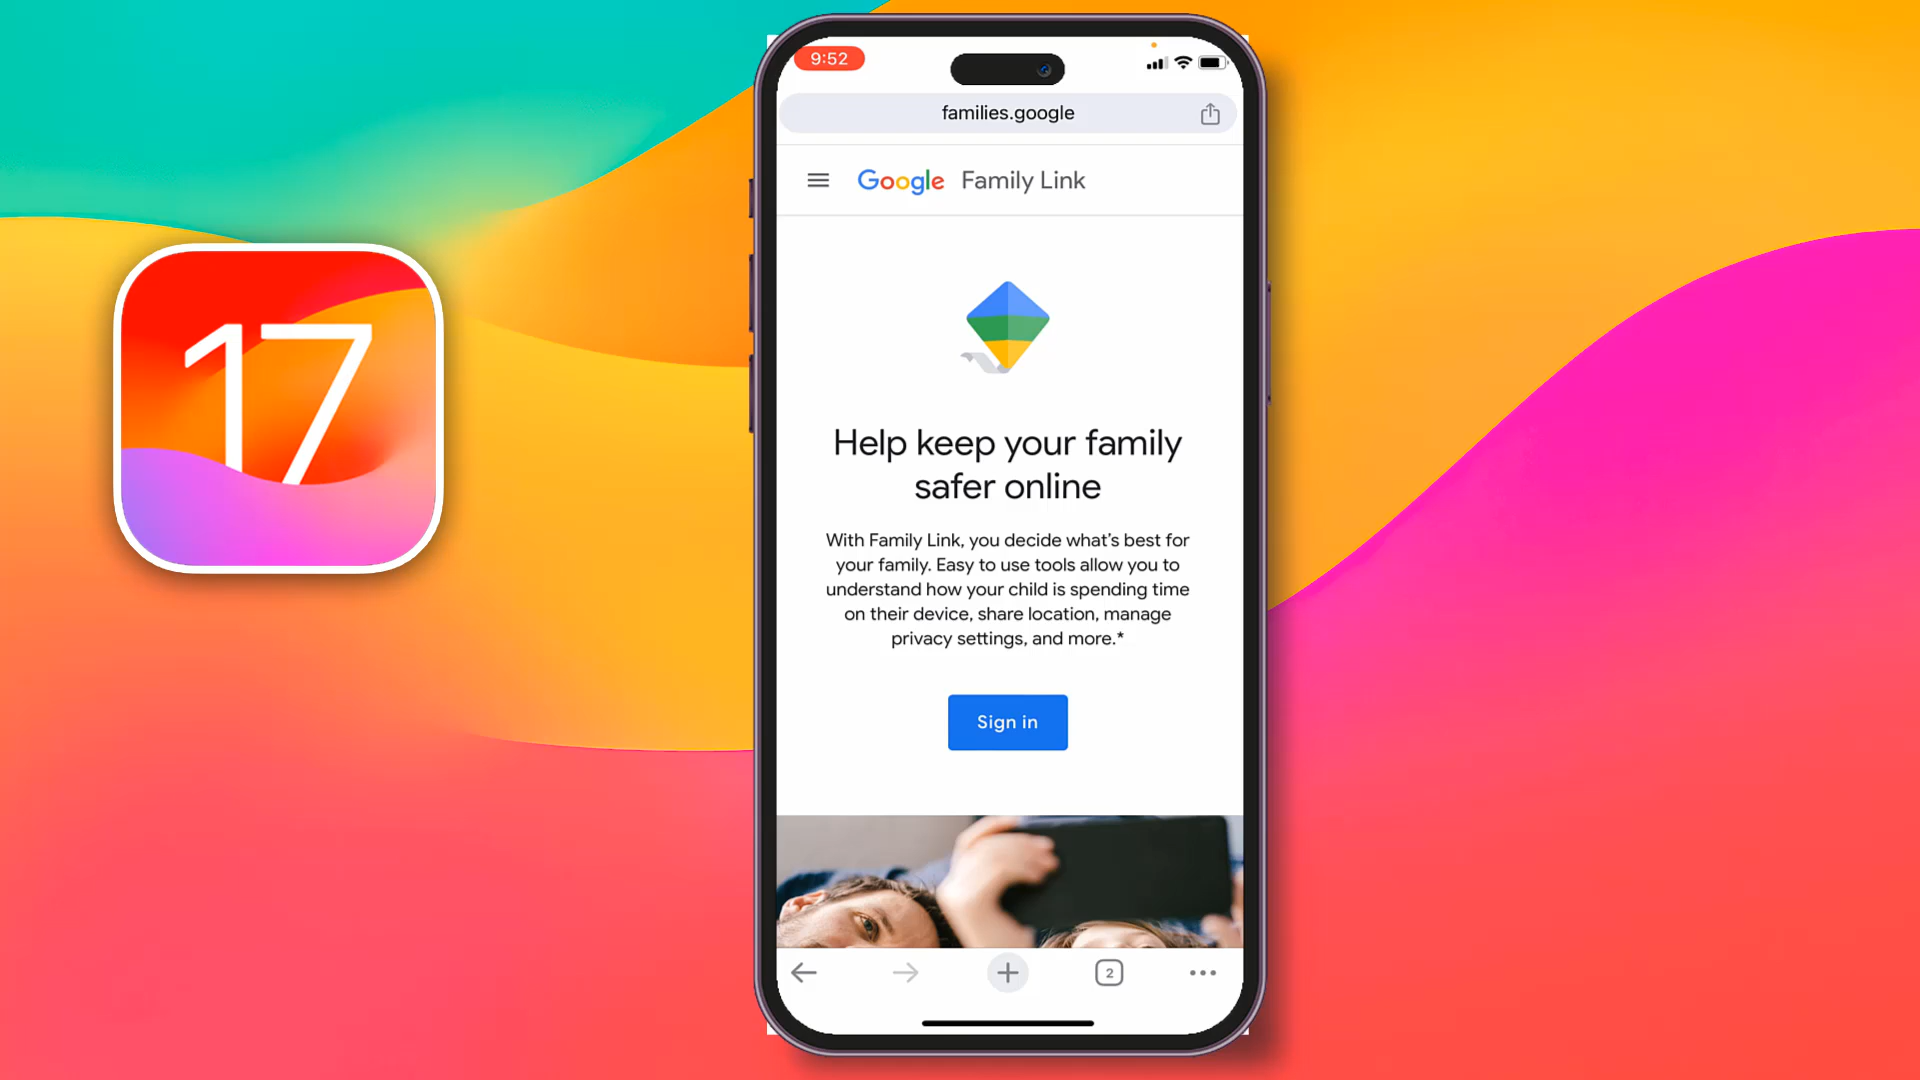 17
9:52
families.google
Google Family Link
Help keep your family
safer online
With Family Link, you decide what’s best for
your family. Easy to use tools allow you to
understand how your child is spending time
on their device, share location, manage
privacy settings, and more.*
Sign in
2